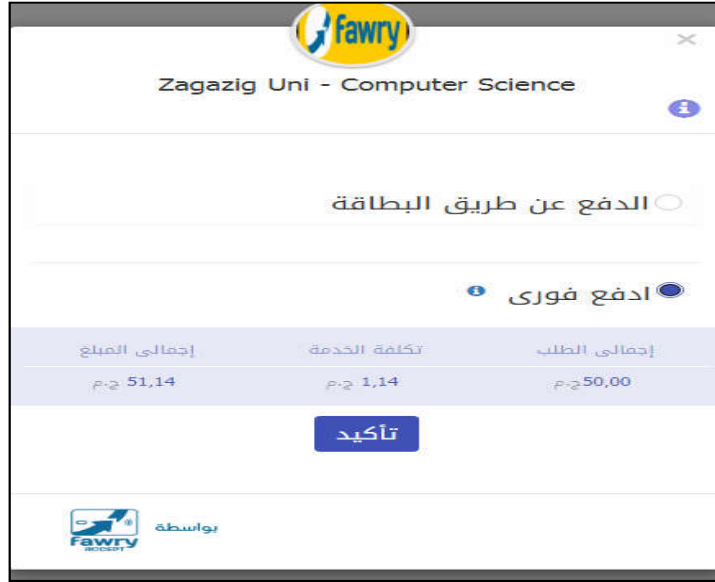 fawry
×
Zagazig Uni - Computer Science
i
الدفع عن طريق البطاقة
ادفع فورى i
إجمالى الطلب تكلفة الخدمة إجمالى المبلغ
50,00ج.م 1,14 ج.م 51,14 ج.م
تأكيد
بواسطة
Fawry
ACCEPT